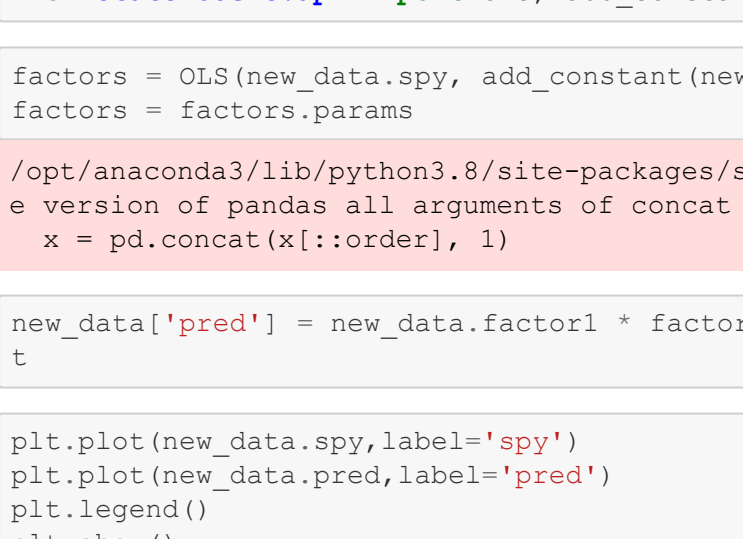 factors = OLS(new_data.spy, add_constant(new
factors = factors.params
/opt/anaconda3/lib/python3.8/site-packages/s
e version of pandas all arguments of concat
x = pd.concat(x[::order], 1)
new_data['pred'] = new_data.factor1 * factor
t
plt.plot(new_data.spy,label='spy')
plt.plot(new_data.pred,label='pred')
plt.legend()